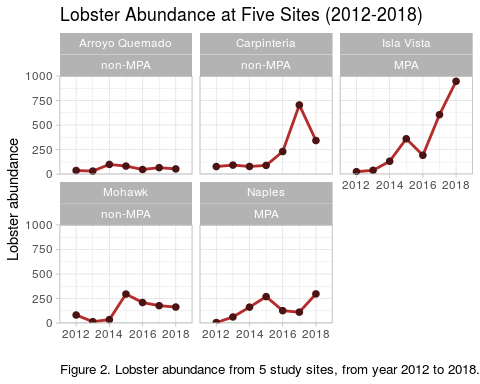 Lobster Abundance at Five Sites (2012-2018)
Arroyo Quemado
non-MPA
Carpinteria
non-MPA
Isla Vista
MPA
1000
750
500
250
0
2012 2014 2016 2018
Mohawk
non-MPA
Naples
MPA
1000
750
500
250
0
2012 2014 2016 2018
2012 2014 2016 2018
Lobster abundance
Figure 2. Lobster abundance from 5 study sites, from year 2012 to 2018.